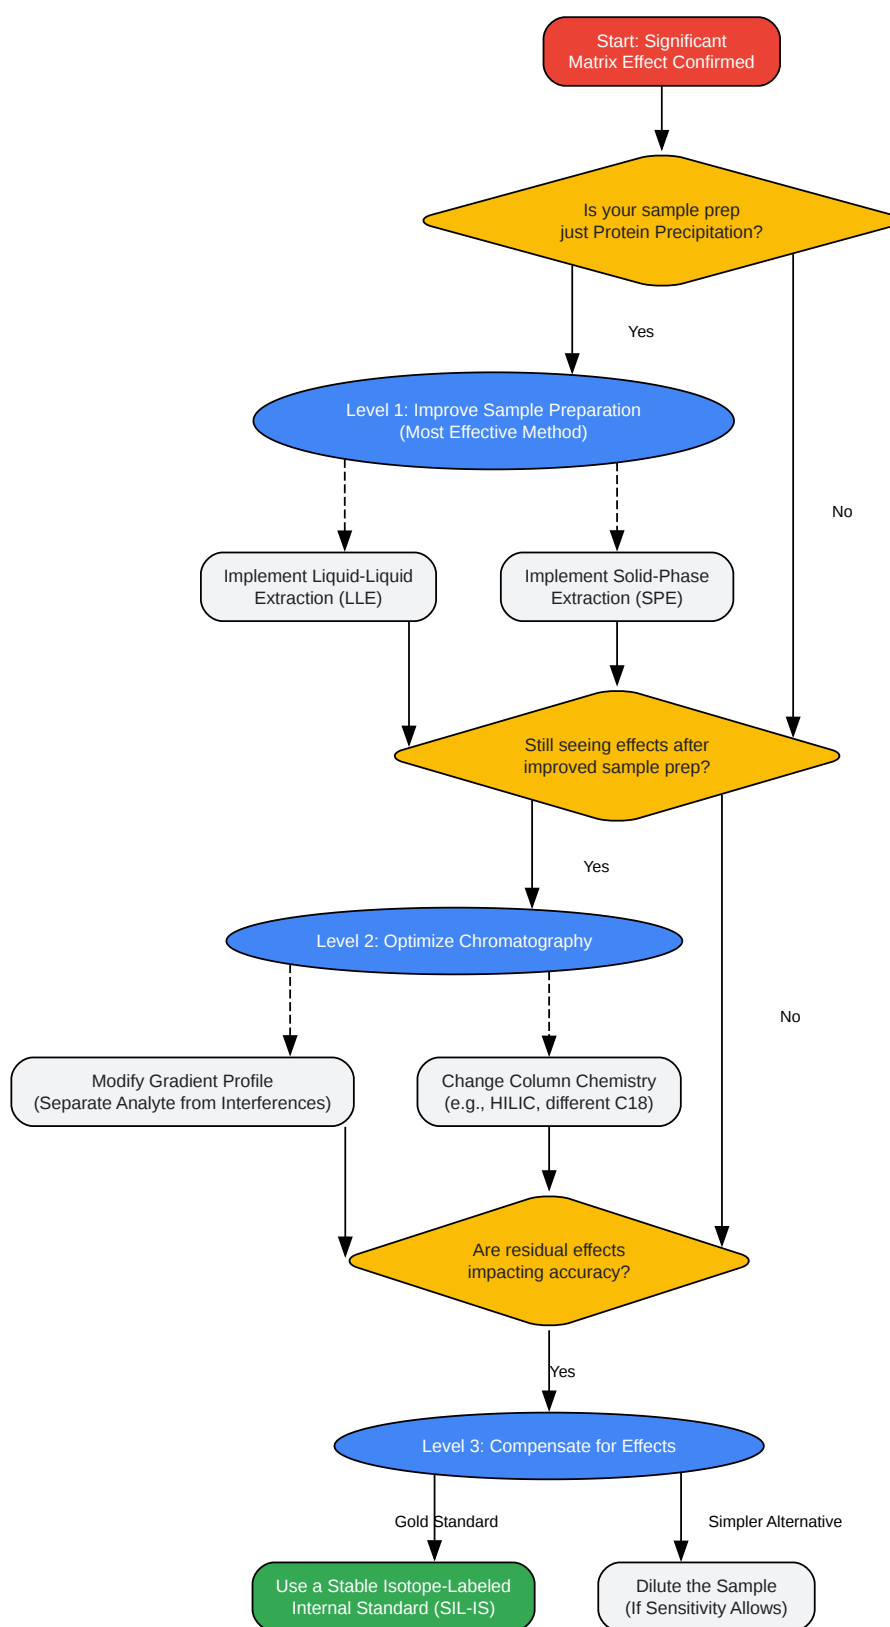 Start: Significant
Matrix Effect Confirmed
Is your sample prep
just Protein Precipitation?
Yes
Level 1: Improve Sample Preparation
(Most Effective Method)
No
Implement Liquid-Liquid
Extraction (LLE)
Implement Solid-Phase
Extraction (SPE)
Still seeing effects after
improved sample prep?
Yes
Level 2: Optimize Chromatography
No
Modify Gradient Profile
(Separate Analyte from Interferences)
Change Column Chemistry
(e.g., HILIC, different C18)
Are residual effects
impacting accuracy?
Yes
Level 3: Compensate for Effects
Gold Standard
Simpler Alternative
Use a Stable Isotope-Labeled
Internal Standard (SIL-IS)
Dilute the Sample
(If Sensitivity Allows)